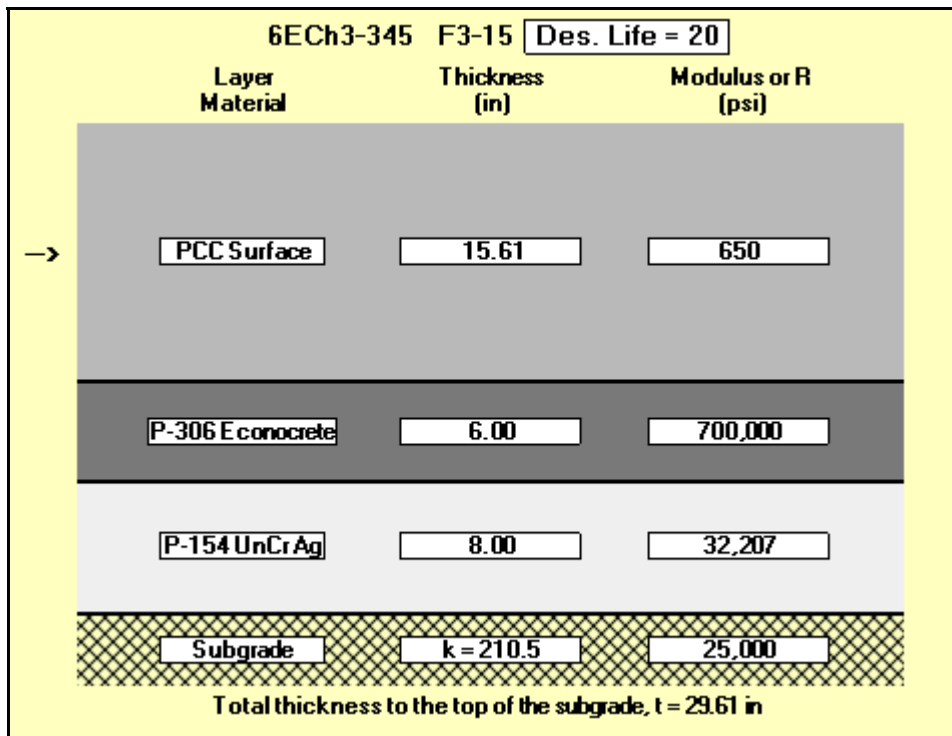 6ECh3-345 F3-15 Des. Life = 20
Layer Material Thickness (in) Modulus or R (psi)
--> PCC Surface 15.61 650
P-306 Econocrete 6.00 700,000
P-154 UnCrAg 8.00 32,207
Subgrade k = 210.5 25,000
Total thickness to the top of the subgrade, t = 29.61 in